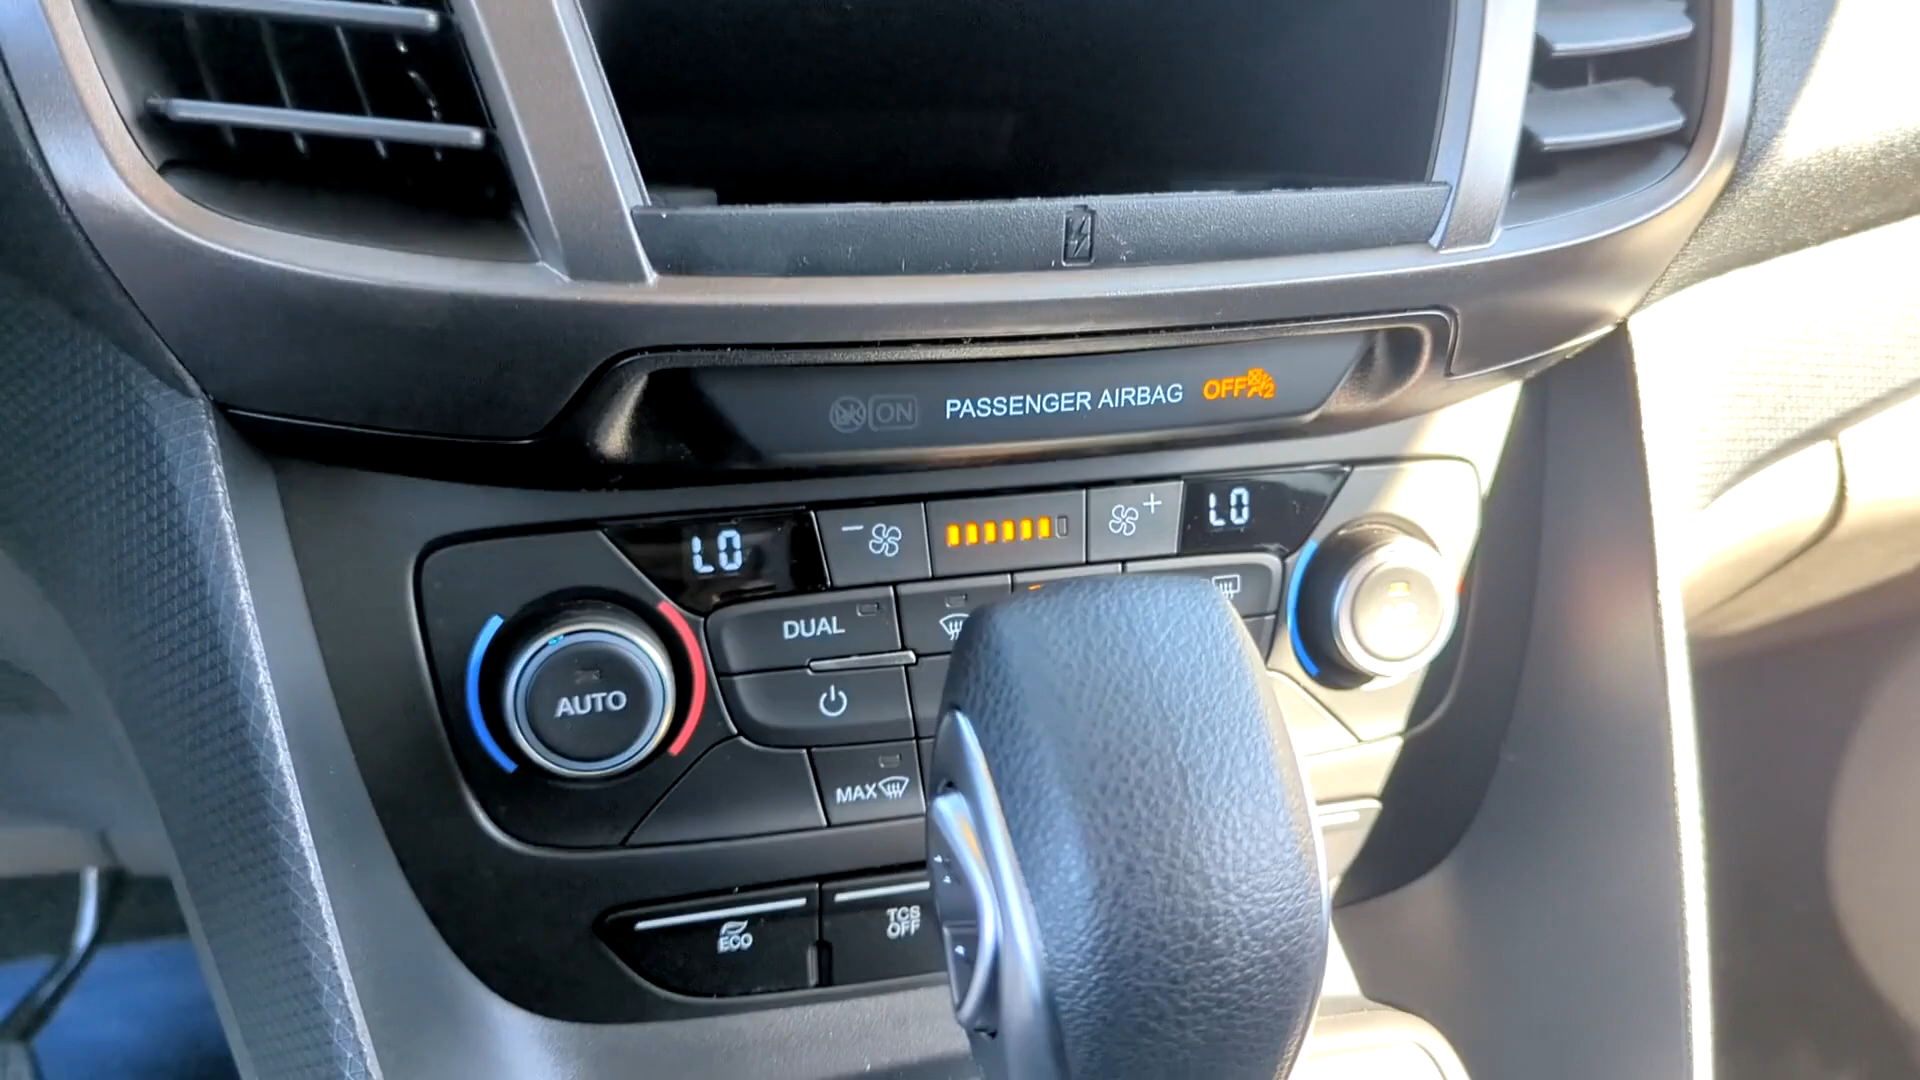 ON PASSENGER AIRBAG OFF
LO
LO
DUAL
AUTO
MAX
ECO
TCS
OFF